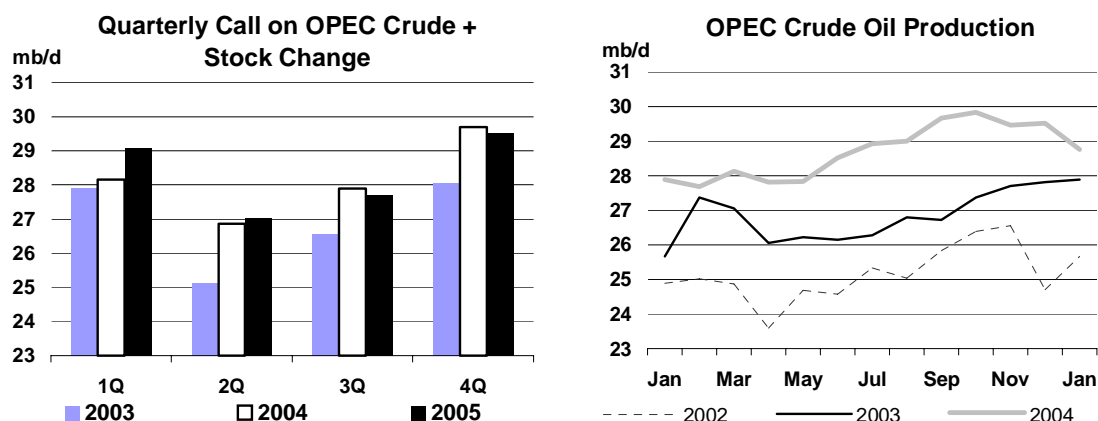 Quarterly Call on OPEC Crude +
Stock Change
mb/d
31
30
29
28
27
26
25
24
23
1Q 2Q 3Q 4Q
2003 2004 2005
OPEC Crude Oil Production
mb/d
31
30
29
28
27
26
25
24
23
Jan Mar May Jul Sep Nov Jan
2002 2003 2004